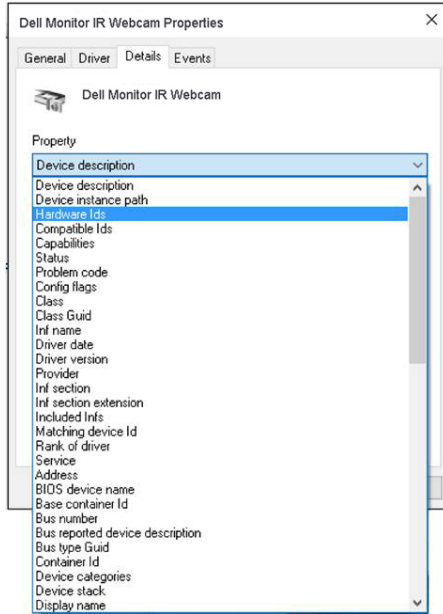 Dell Monitor IR Webcam Properties
General Driver Details Events
Dell Monitor IR Webcam
Property
Device description
Device description
Device instance path
Hardware Ids
Compatible Ids
Capabilities
Status
Problem code
Config flags
Class
Class Guid
Inf name
Driver date
Driver version
Provider
Inf section
Inf section extension
Included Infs
Matching device Id
Rank of driver
Service
Address
BIOS device name
Base container Id
Bus number
Bus reported device description
Bus type Guid
Container Id
Device categories
Device stack
Display name